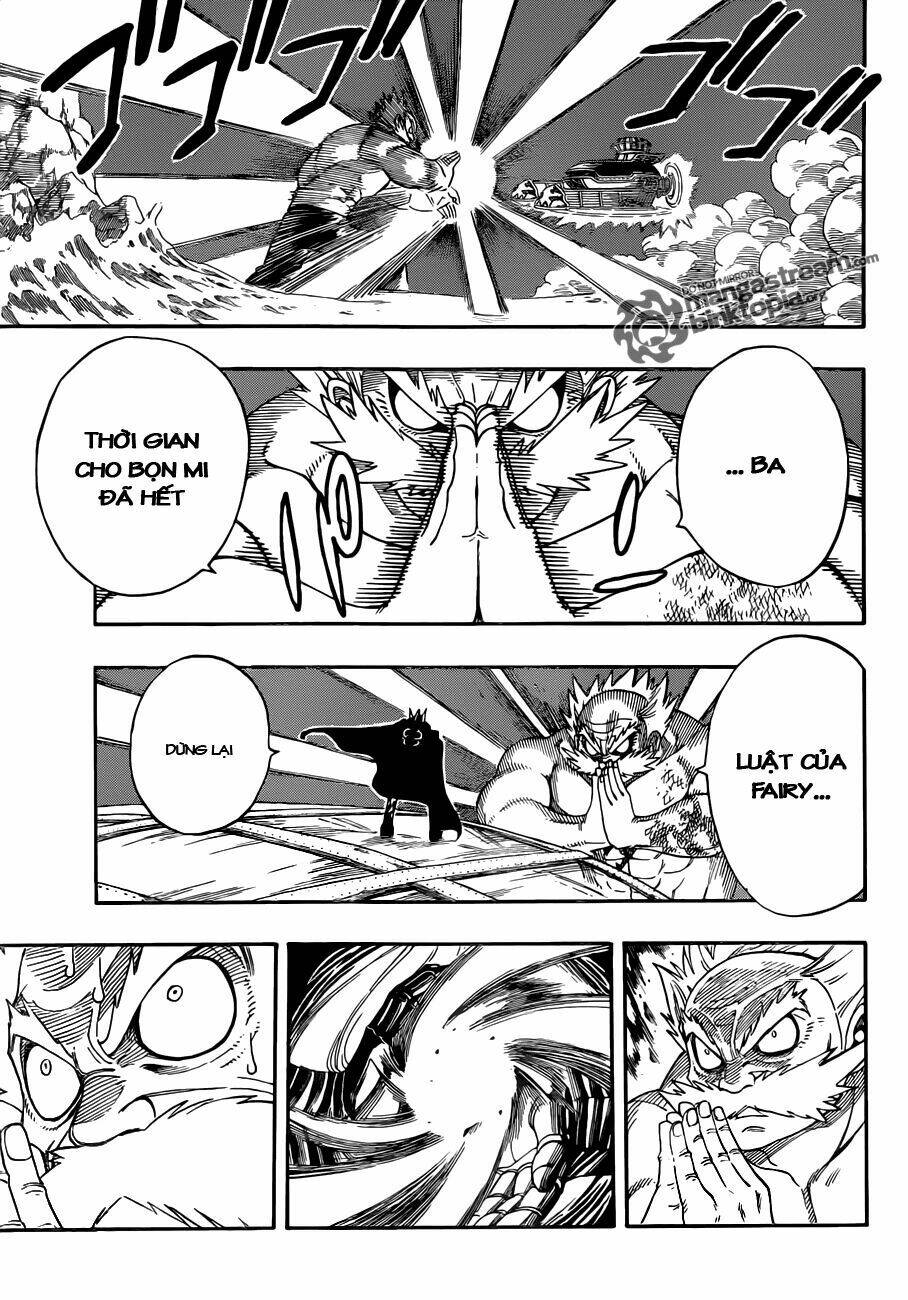 ゴゴゴ ゴゴ
DO NOT MIRROR
mangastream.com
binktopia.org
... BA
THỜI GIAN
CHO BỌN MI
ĐÃ HẾT
LUẬT CỦA
FAIRY...
DỪNG LẠI